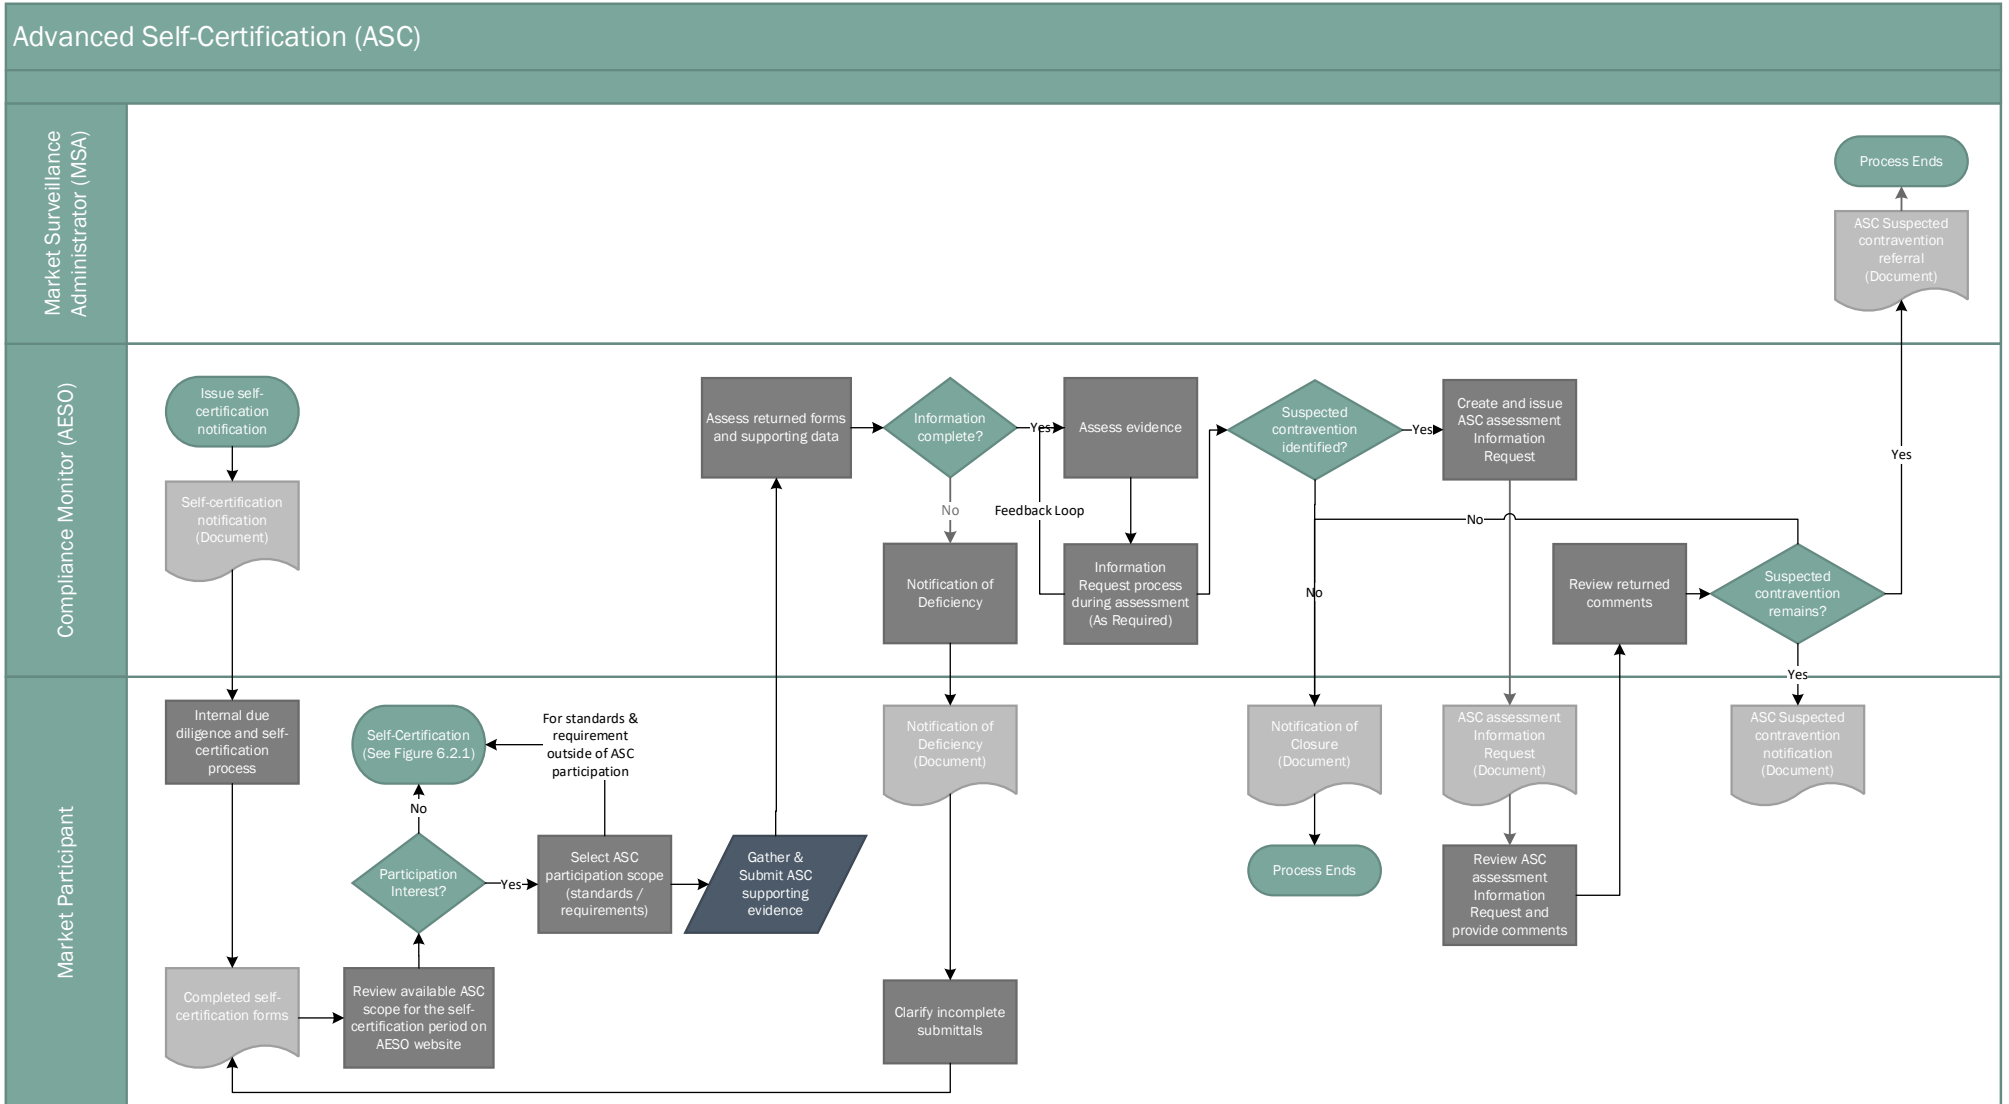 Advanced Self-Certification (ASC)
Market Surveillance
Administrator (MSA)
Process Ends
ASC Suspected
contravention
referral
(Document)
Compliance Monitor (AESO)
Issue self-
certification
notification
Self-certification
notification
(Document)
Assess returned forms
and supporting data
Information
complete?
Yes
No
Assess evidence
Feedback Loop
Notification of
Deficiency
Information
Request process
during assessment
(As Required)
Suspected
contravention
identified?
Yes
No
Create and issue
ASC assessment
Information
Request
No
Review returned
comments
Suspected
contravention
remains?
Yes
Yes
Market Participant
Internal due
diligence and self-
certification
process
Self-Certification
(See Figure 6.2.1)
For standards &
requirement
outside of ASC
participation
No
Participation
Interest?
Yes
Select ASC
participation scope
(standards /
requirements)
Gather &
Submit ASC
supporting
evidence
Completed self-
certification forms
Review available ASC
scope for the self-
certification period on
AESO website
Notification of
Deficiency
(Document)
Clarify incomplete
submittals
Notification of
Closure
(Document)
Process Ends
ASC assessment
Information
Request
(Document)
Review ASC
assessment
Information
Request and
provide comments
ASC Suspected
contravention
notification
(Document)